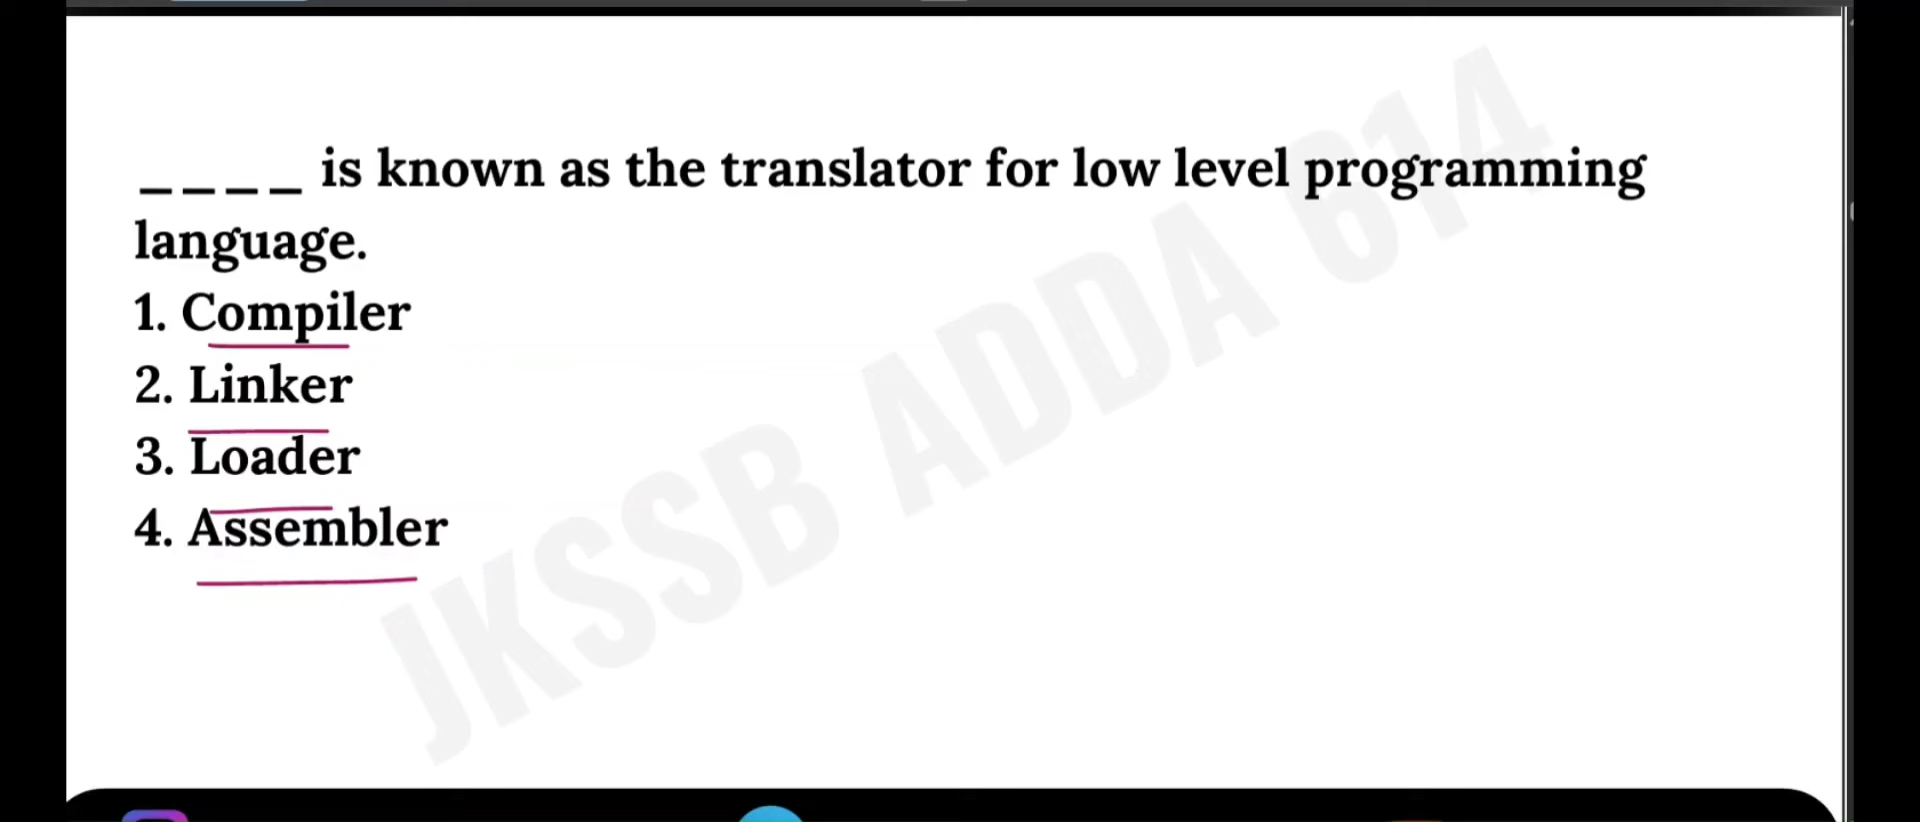 ____ is known as the translator for low level programming
language.
1. Compiler
2. Linker
3. Loader
4. Assembler
JKSSB ADDA 614